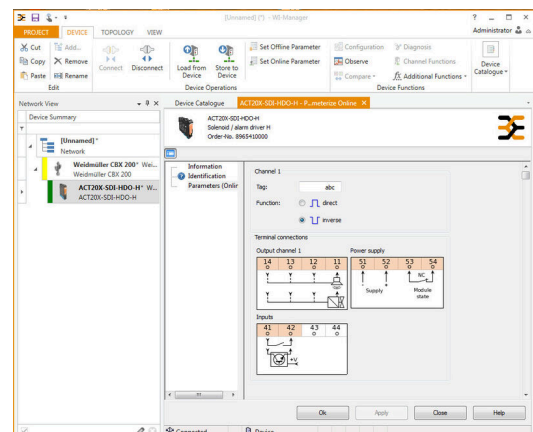 [Unnamed] (*) - WI-Manager
PROJECT DEVICE TOPOLOGY VIEW Administrator
Cut Add... Set Offline Parameter Configuration Diagnosis
Copy Remove Connect Disconnect Load from Device Store to Device Set Online Parameter Observe Channel Functions Device Catalogue
Paste Rename Compare Additional Functions
Edit Device Operations Device Functions
Network View Device Catalogue ACT20X-SDI-HDO-H - P...meterize Online
Device Summary
ACT20X-SDI-HDO-H
Solenoid / alarm driver H
Order-No. 8965410000
[Unnamed]*
Network
Weidmüller CBX 200* Wei...
Weidmüller CBX 200
ACT20X-SDI-HDO-H* W...
ACT20X-SDI-HDO-H
Information
Identification
Parameters (Onlin
Channel 1
Tag: abc
Function: direct
inverse
Terminal connections
Output channel 1 Power supply
14 13 12 11 51 52 53 54
NC
Supply Module state
Inputs
41 42 43 44
+V
Ok Apply Close Help
Connected Device